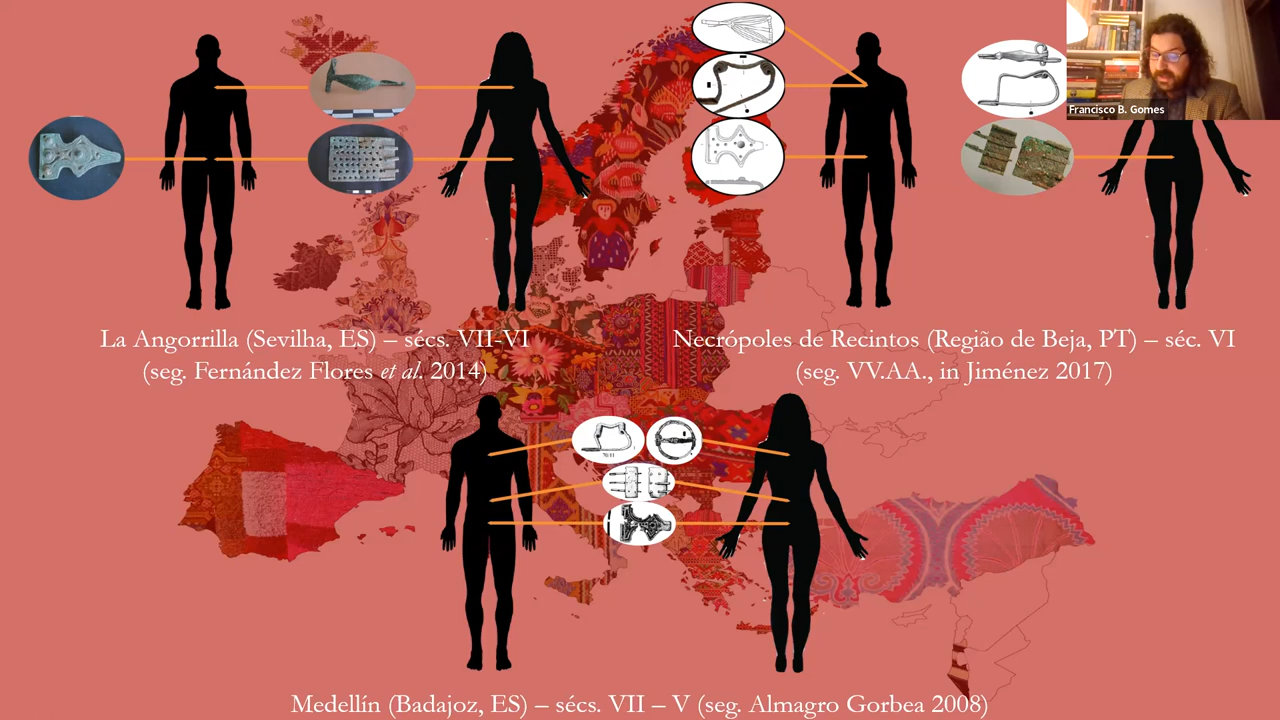 Francisco B. Gomes
La Angorrilla (Sevilha, ES) – sécs. VII-VI
(seg. Fernández Flores et al. 2014)
Necrópoles de Recintos (Região de Beja, PT) – séc. VI
(seg. VV.AA., in Jiménez 2017)
Medellín (Badajoz, ES) – sécs. VII – V (seg. Almagro Gorbea 2008)